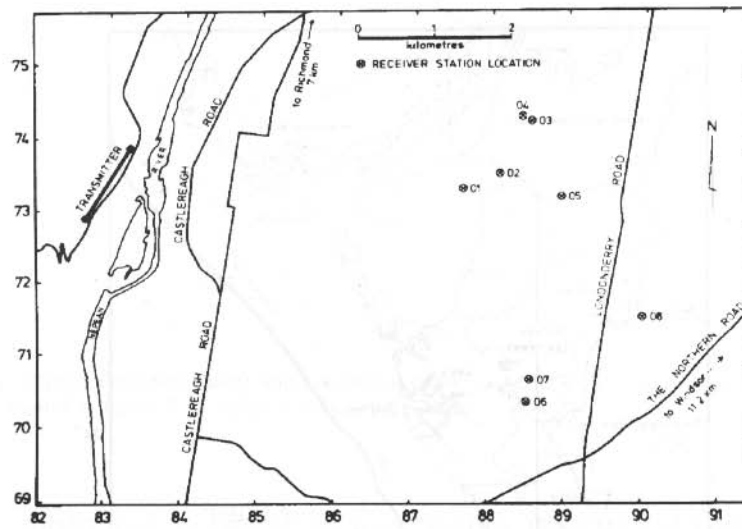 0 1 2
kilometres
⊗ RECEIVER STATION LOCATION
75
to Richmond
7 km
ROAD
04
03
74
N
TRANSMITTER
RIVER
02
01
ROAD
73
05
CASTLEREAGH
72
LONDONDERRY
08
NEPEAN
ROAD
THE NORTHERN ROAD
71
to Windsor
11.2 km
07
06
CASTLEREAGH
70
69
82 83 84 85 86 87 88 89 90 91